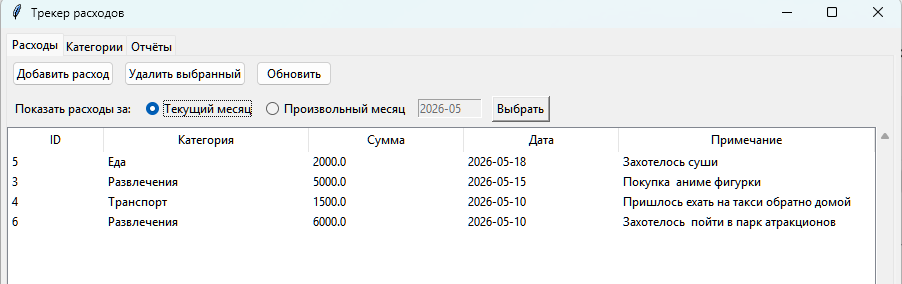 Трекер расходов
Расходы Категории Отчёты
Добавить расход Удалить выбранный Обновить
Показать расходы за: Текущий месяц Произвольный месяц 2026-05 Выбрать
ID Категория Сумма Дата Примечание
5 Еда 2000.0 2026-05-18 Захотелось суши
3 Развлечения 5000.0 2026-05-15 Покупка  аниме фигурки
4 Транспорт 1500.0 2026-05-10 Пришлось ехать на такси обратно домой
6 Развлечения 6000.0 2026-05-10 Захотелось  пойти в парк атракционов